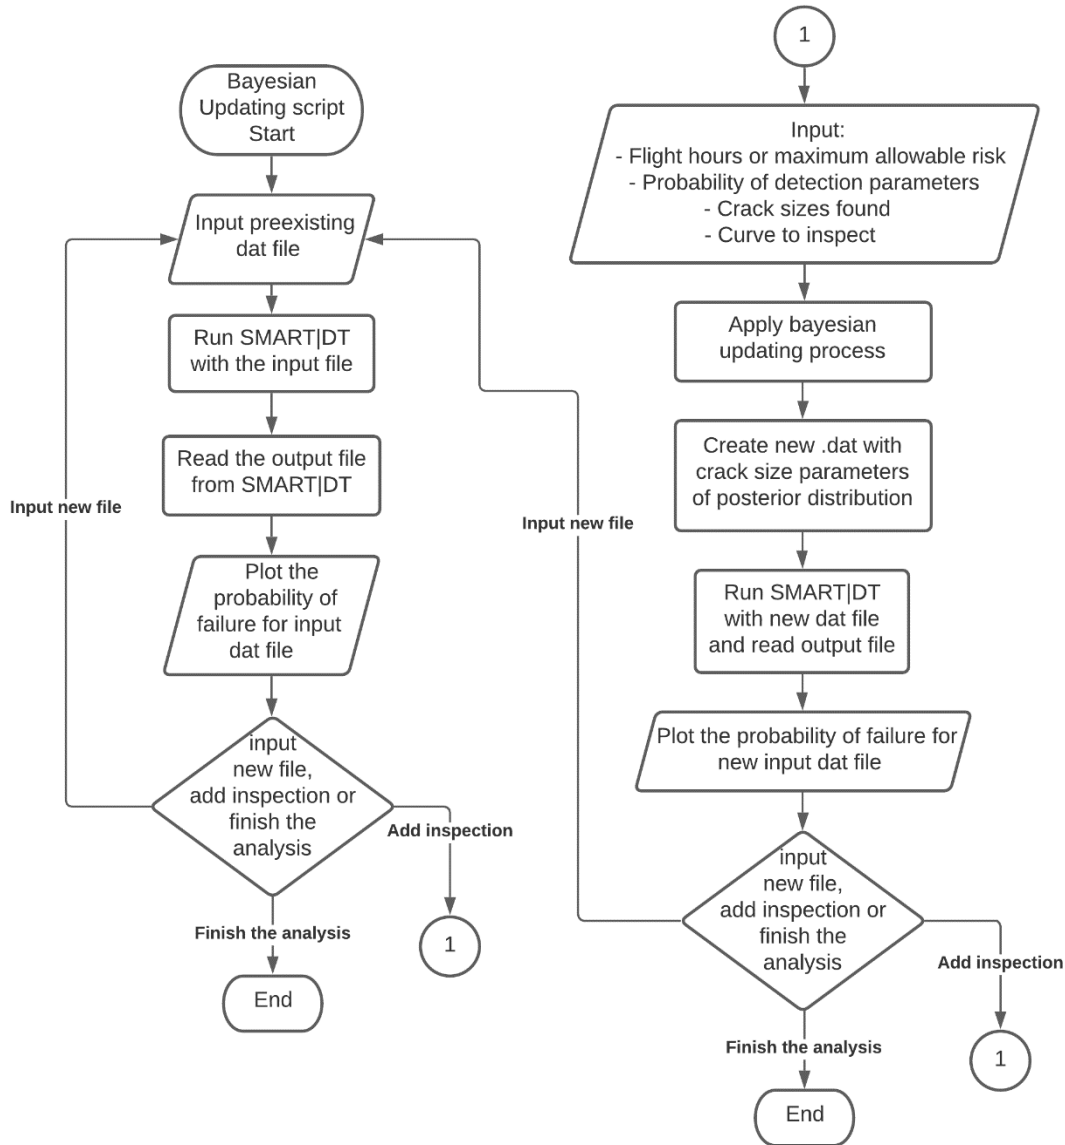 Bayesian
Updating script
Start
Input preexisting
dat file
Run SMART|DT
with the input file
Read the output file
from SMART|DT
Input new file
Plot the
probability of
failure for input
dat file
input
new file,
add inspection or
finish the
analysis
Add inspection
Finish the analysis
1
End
1
Input:
- Flight hours or maximum allowable risk
- Probability of detection parameters
- Crack sizes found
- Curve to inspect
Apply bayesian
updating process
Create new .dat with
crack size parameters
of posterior distribution
Input new file
Run SMART|DT
with new dat file
and read output file
Plot the probability of failure for
new input dat file
input
new file,
add inspection or
finish the
analysis
Add inspection
Finish the analysis
1
End